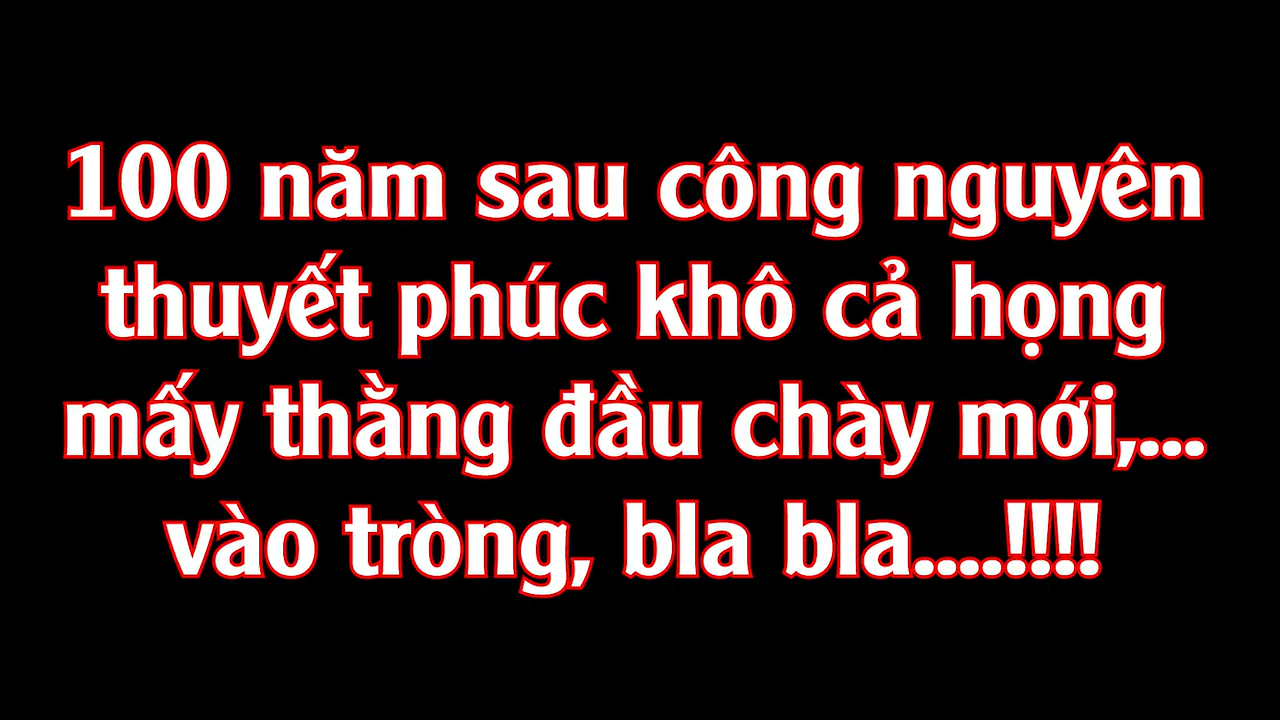 100 năm sau công nguyên
thuyết phúc khô cả họng
mấy thằng đầu chày mới,...
vào tròng, bla bla....!!!!